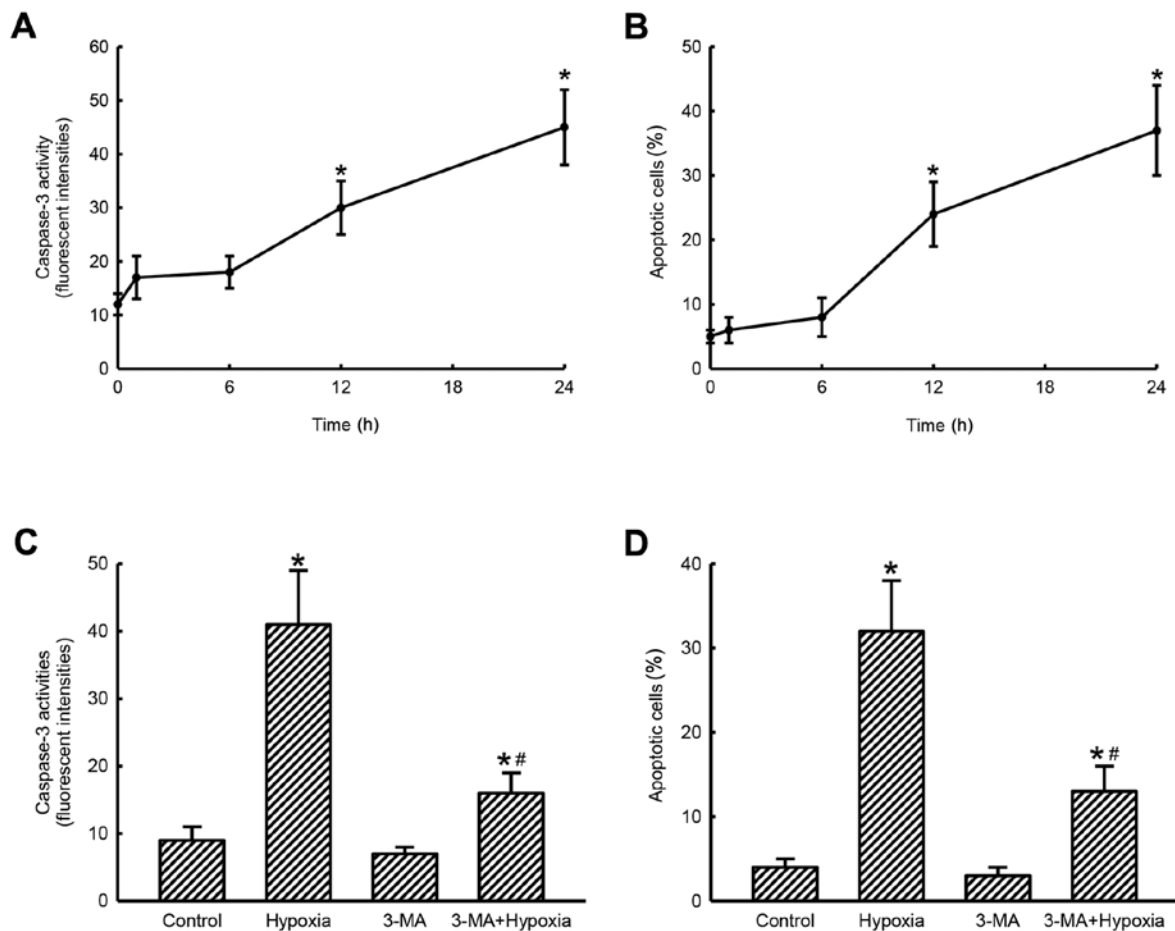 A
60
50
40
30
20
10
0
Caspase-3 activity
(fluorescent intensities)
*
*
0 6 12 18 24
Time (h)
B
50
40
30
20
10
0
Apoptotic cells (%)
*
*
0 6 12 18 24
Time (h)
C
50
40
30
20
10
0
Caspase-3 activities
(fluorescent intensities)
*
* #
Control Hypoxia 3-MA 3-MA+Hypoxia
D
40
30
20
10
0
Apoptotic cells (%)
*
* #
Control Hypoxia 3-MA 3-MA+Hypoxia